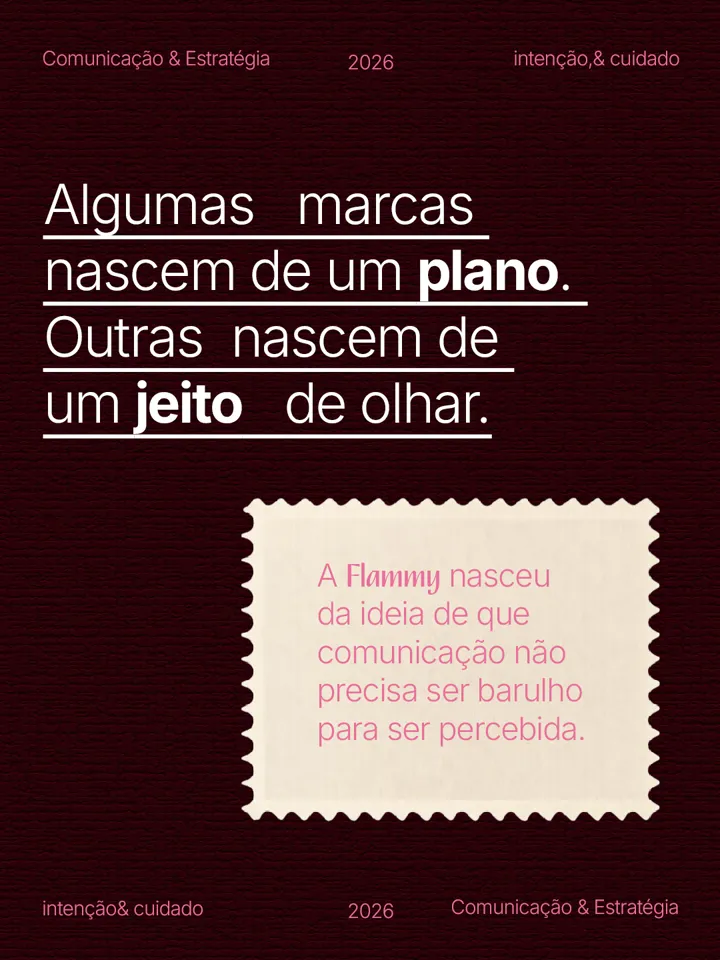 Comunicação & Estratégia 2026 intenção,& cuidado
Algumas marcas
nascem de um plano.
Outras nascem de
um jeito de olhar.
A Flammy nasceu
da ideia de que
comunicação não
precisa ser barulho
para ser percebida.
intenção& cuidado 2026 Comunicação & Estratégia